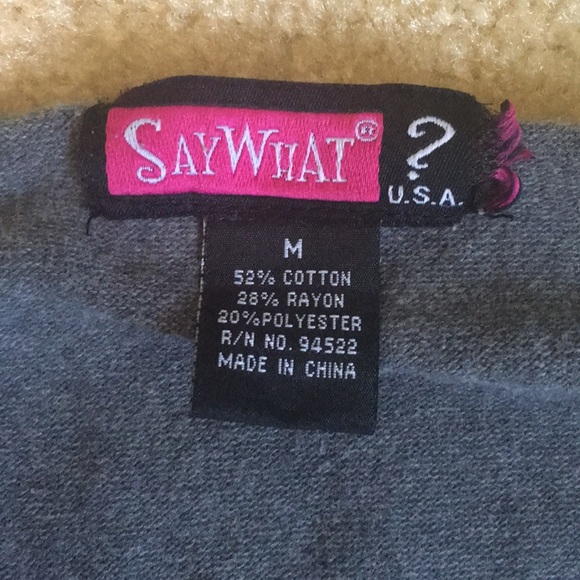 SAYWHAT® ?
U.S.A.
M
52% COTTON
28% RAYON
20%POLYESTER
R/N NO. 94522
MADE IN CHINA